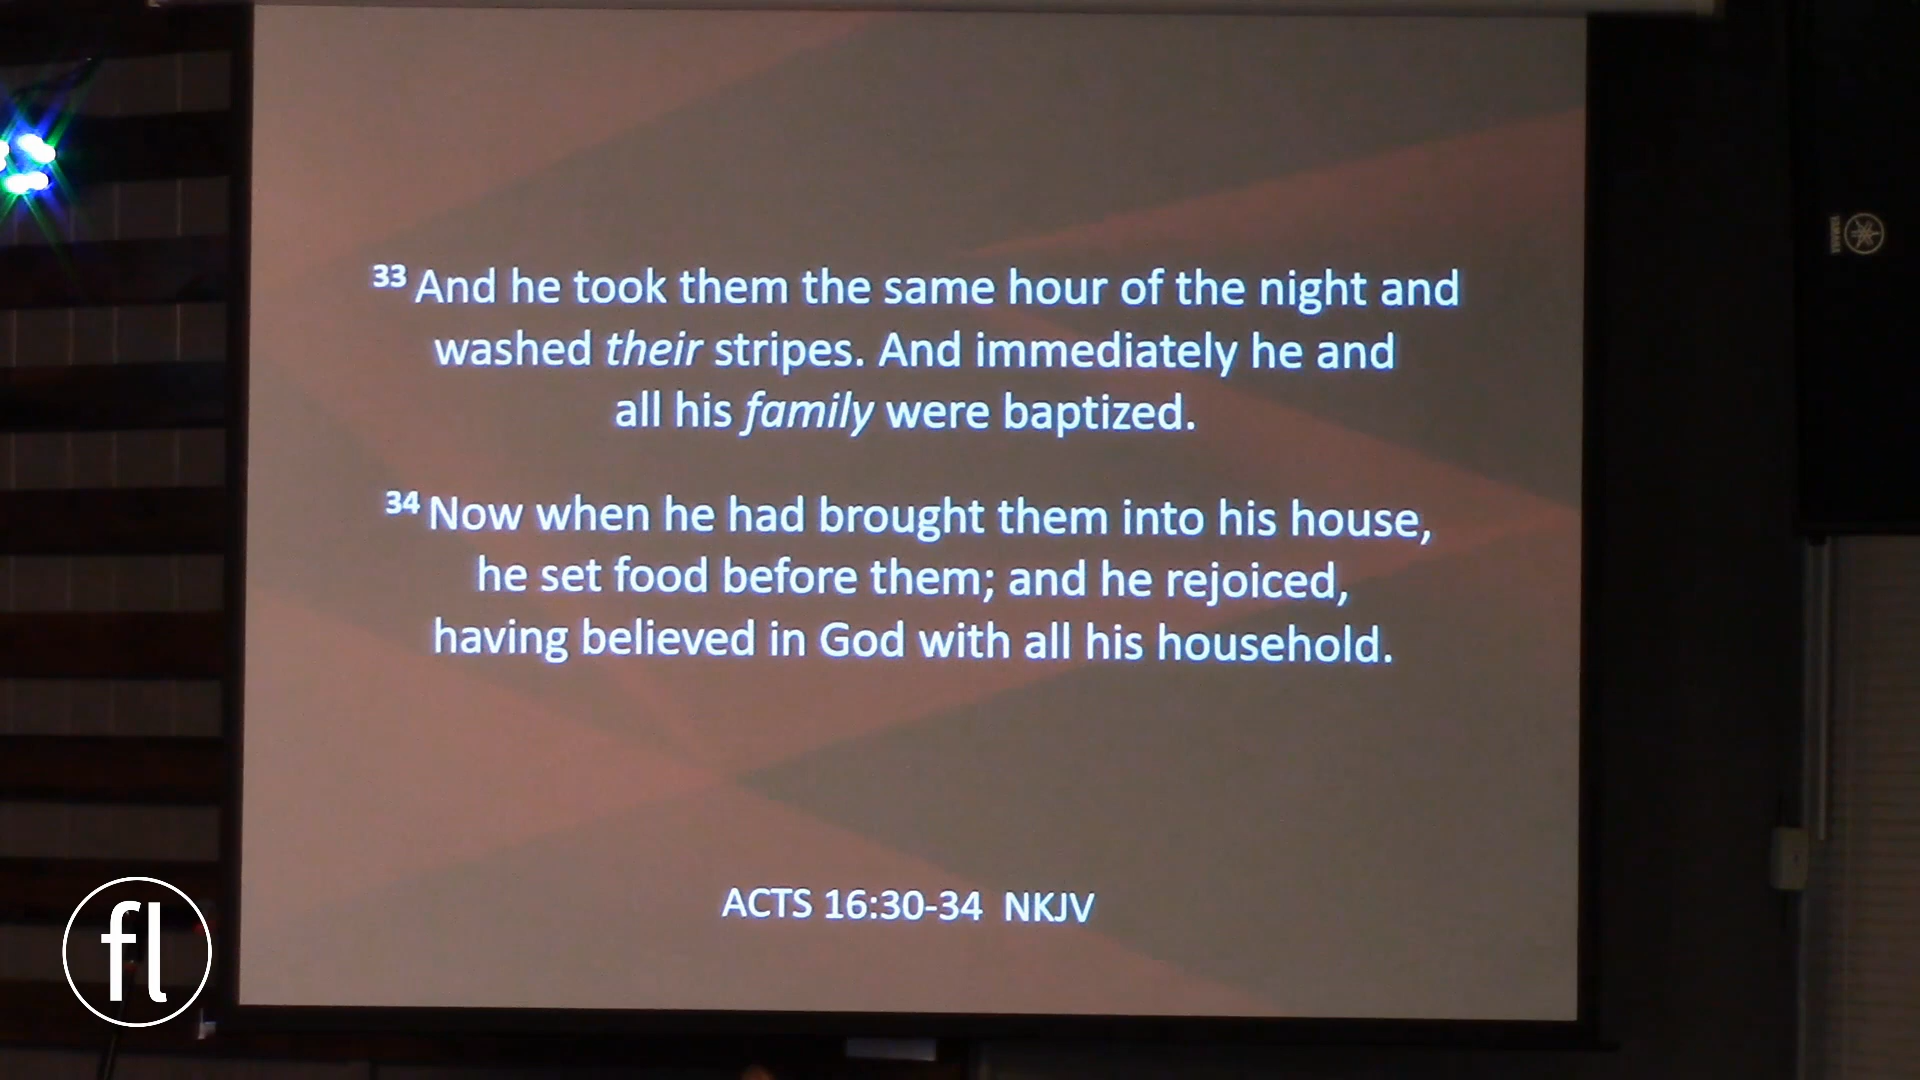 33 And he took them the same hour of the night and
washed their stripes. And immediately he and
all his family were baptized.
34 Now when he had brought them into his house,
he set food before them; and he rejoiced,
having believed in God with all his household.
ACTS 16:30-34 NKJV
fl
YAMAHA